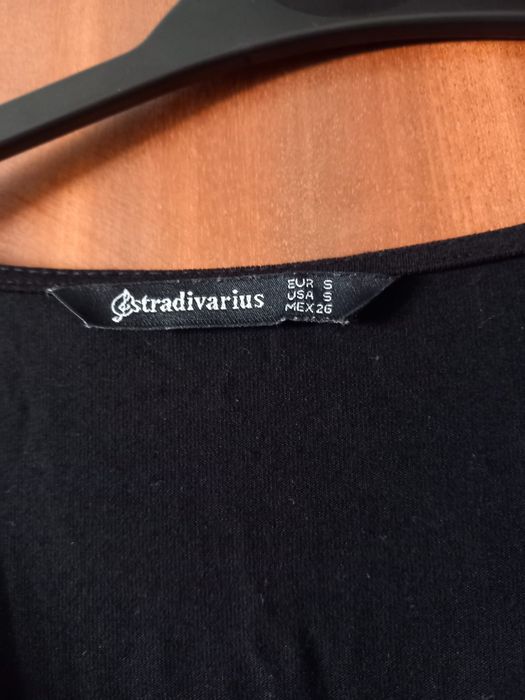 stradivarius
EUR S
USA S
MEX 26